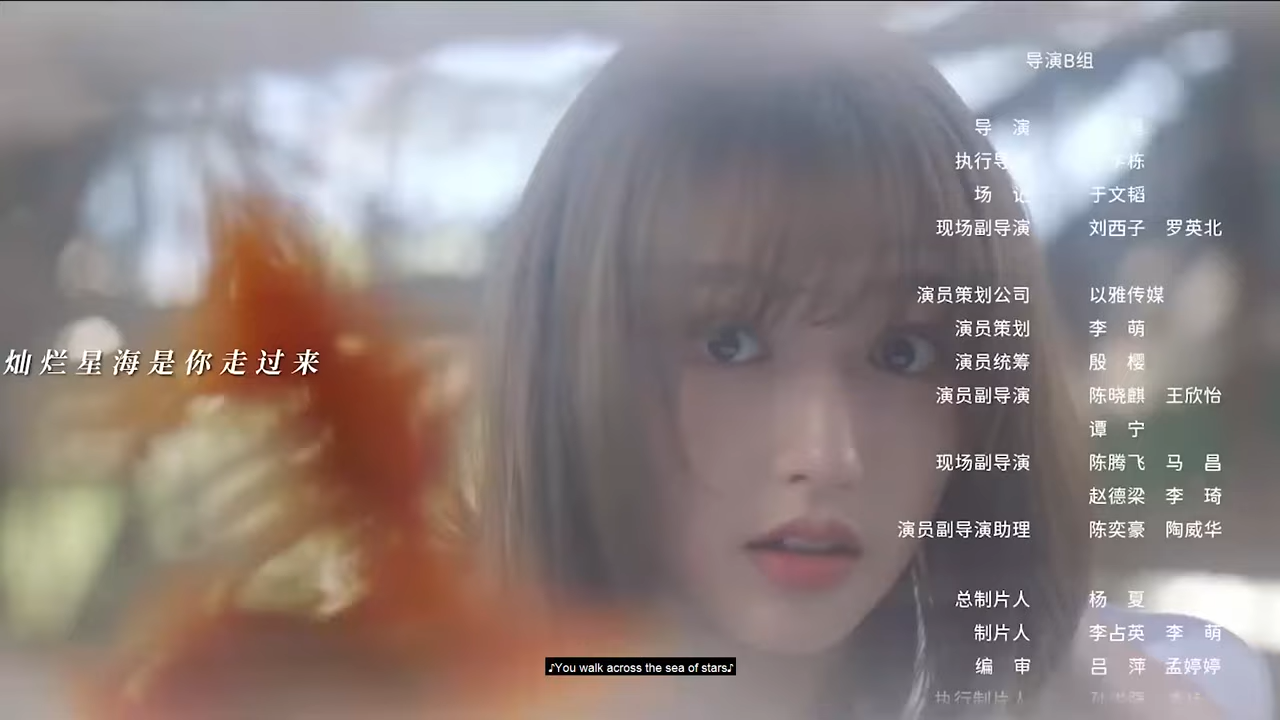 导演B组
导 演
执行导
场 记 于文韬
现场副导演 刘西子 罗英北
演员策划公司 以雅传媒
演员策划 李 萌
演员统筹 殷 樱
演员副导演 陈晓麒 王欣怡
谭 宁
现场副导演 陈腾飞 马 昌
赵德梁 李 琦
演员副导演助理 陈奕豪 陶威华
总制片人 杨 夏
制片人 李占英 李 萌
编 审 吕 萍 孟婷婷
执行制片人
灿烂星海是你走过来
♪You walk across the sea of stars♪